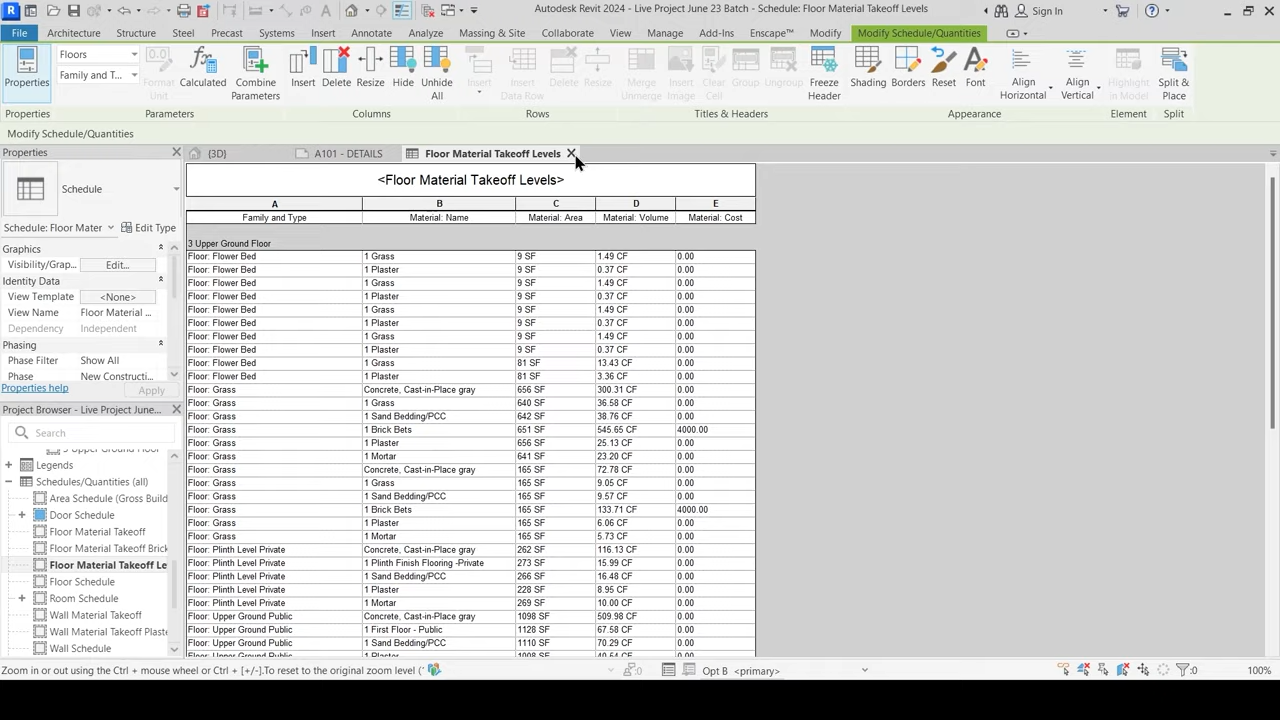 Autodesk Revit 2024 - Live Project June 23 Batch - Schedule: Floor Material Takeoff Levels
Sign In
File Architecture Structure Steel Precast Systems Insert Annotate Analyze Massing & Site Collaborate View Manage Add-Ins Enscape™ Modify Modify Schedule/Quantities
Floors
Family and T...
Properties
Format Unit
Calculated
Combine Parameters
Insert
Delete
Resize
Hide
Unhide All
Insert
Insert Data Row
Delete
Resize
Merge Unmerge
Insert Image
Clear Cell
Group
Ungroup
Freeze Header
Shading
Borders
Reset
Font
Align Horizontal
Align Vertical
Highlight in Model
Split & Place
Properties Parameters Columns Rows Titles & Headers Appearance Element Split
Modify Schedule/Quantities
Properties
{3D} A101 - DETAILS Floor Material Takeoff Levels
Schedule
Schedule: Floor Mater Edit Type
Graphics
Visibility/Grap... Edit...
Identity Data
View Template <None>
View Name Floor Material ...
Dependency Independent
Phasing
Phase Filter Show All
Phase New Constructi...
Properties help Apply
Project Browser - Live Project June...
Search
3 Upper Ground Floor
Legends
Schedules/Quantities (all)
Area Schedule (Gross Build
Door Schedule
Floor Material Takeoff
Floor Material Takeoff Brick
Floor Material Takeoff Le
Floor Schedule
Room Schedule
Wall Material Takeoff
Wall Material Takeoff Plaste
Wall Schedule
<Floor Material Takeoff Levels>
A B C D E
Family and Type Material: Name Material: Area Material: Volume Material: Cost
3 Upper Ground Floor
Floor: Flower Bed 1 Grass 9 SF 1.49 CF 0.00
Floor: Flower Bed 1 Plaster 9 SF 0.37 CF 0.00
Floor: Flower Bed 1 Grass 9 SF 1.49 CF 0.00
Floor: Flower Bed 1 Plaster 9 SF 0.37 CF 0.00
Floor: Flower Bed 1 Grass 9 SF 1.49 CF 0.00
Floor: Flower Bed 1 Plaster 9 SF 0.37 CF 0.00
Floor: Flower Bed 1 Grass 9 SF 1.49 CF 0.00
Floor: Flower Bed 1 Plaster 9 SF 0.37 CF 0.00
Floor: Flower Bed 1 Grass 81 SF 13.43 CF 0.00
Floor: Flower Bed 1 Plaster 81 SF 3.36 CF 0.00
Floor: Grass Concrete, Cast-in-Place gray 656 SF 300.31 CF 0.00
Floor: Grass 1 Grass 640 SF 36.58 CF 0.00
Floor: Grass 1 Sand Bedding/PCC 642 SF 38.76 CF 0.00
Floor: Grass 1 Brick Bets 651 SF 545.65 CF 4000.00
Floor: Grass 1 Plaster 656 SF 25.13 CF 0.00
Floor: Grass 1 Mortar 641 SF 23.20 CF 0.00
Floor: Grass Concrete, Cast-in-Place gray 165 SF 72.78 CF 0.00
Floor: Grass 1 Grass 165 SF 9.05 CF 0.00
Floor: Grass 1 Sand Bedding/PCC 165 SF 9.57 CF 0.00
Floor: Grass 1 Brick Bets 165 SF 133.71 CF 4000.00
Floor: Grass 1 Plaster 165 SF 6.06 CF 0.00
Floor: Grass 1 Mortar 165 SF 5.73 CF 0.00
Floor: Plinth Level Private Concrete, Cast-in-Place gray 262 SF 116.13 CF 0.00
Floor: Plinth Level Private 1 Plinth Finish Flooring -Private 273 SF 15.99 CF 0.00
Floor: Plinth Level Private 1 Sand Bedding/PCC 266 SF 16.48 CF 0.00
Floor: Plinth Level Private 1 Plaster 228 SF 8.95 CF 0.00
Floor: Plinth Level Private 1 Mortar 269 SF 10.00 CF 0.00
Floor: Upper Ground Public Concrete, Cast-in-Place gray 1098 SF 509.98 CF 0.00
Floor: Upper Ground Public 1 First Floor - Public 1128 SF 67.58 CF 0.00
Floor: Upper Ground Public 1 Sand Bedding/PCC 1110 SF 70.29 CF 0.00
Floor: Upper Ground Public 1 Plaster 1008 SF 40.54 CF 0.00
Zoom in or out using the Ctrl + mouse wheel or Ctrl + [+/-].To reset to the original zoom level (' :0 Opt B <primary> :0 100%